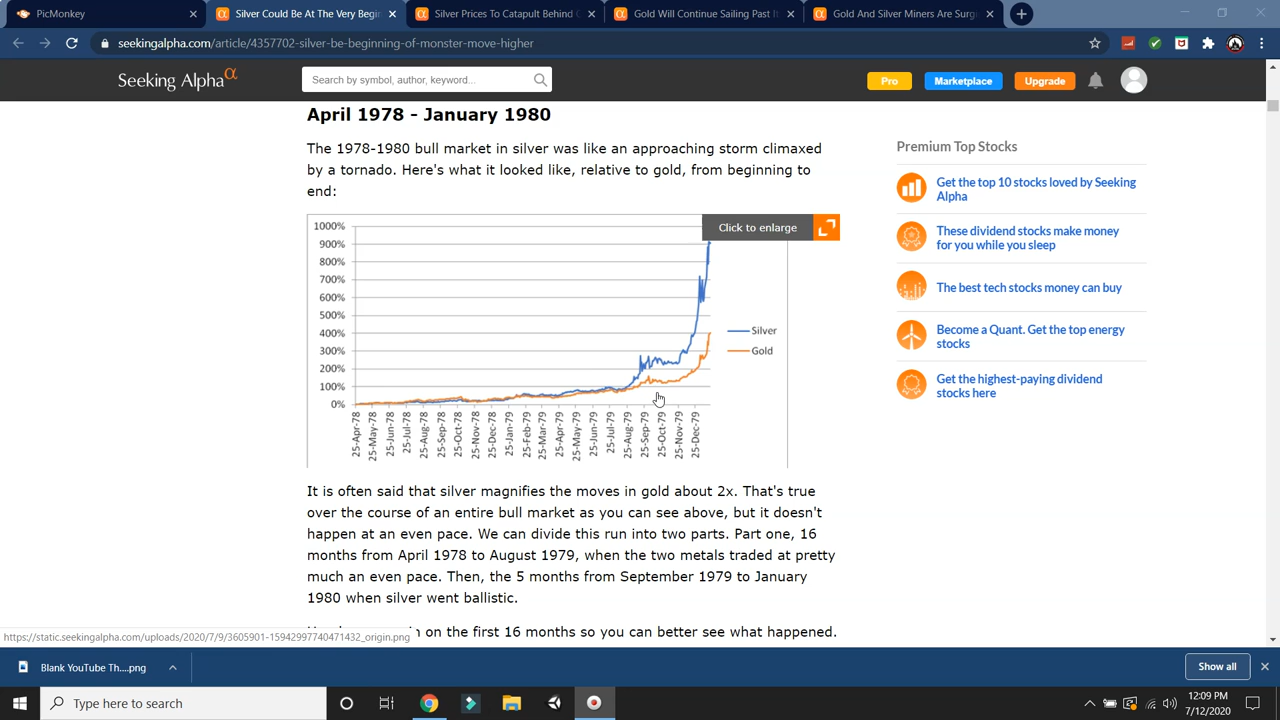 PicMonkey
Silver Could Be At The Very Begin
Silver Prices To Catapult Behind
Gold Will Continue Sailing Past I
Gold And Silver Miners Are Surg
seekingalpha.com/article/4357702-silver-be-beginning-of-monster-move-higher
Seeking Alphaα
Search by symbol, author, keyword...
Pro
Marketplace
Upgrade
April 1978 - January 1980
The 1978-1980 bull market in silver was like an approaching storm climaxed
by a tornado. Here's what it looked like, relative to gold, from beginning to
end:
Click to enlarge
1000%
900%
800%
700%
600%
500%
400%
300%
200%
100%
0%
Silver
Gold
25-Apr-78
25-May-78
25-Jun-78
25-Jul-78
25-Aug-78
25-Sep-78
25-Oct-78
25-Nov-78
25-Dec-78
25-Jan-79
25-Feb-79
25-Mar-79
25-Apr-79
25-May-79
25-Jun-79
25-Jul-79
25-Aug-79
25-Sep-79
25-Oct-79
25-Nov-79
25-Dec-79
It is often said that silver magnifies the moves in gold about 2x. That's true
over the course of an entire bull market as you can see above, but it doesn't
happen at an even pace. We can divide this run into two parts. Part one, 16
months from April 1978 to August 1979, when the two metals traded at pretty
much an even pace. Then, the 5 months from September 1979 to January
1980 when silver went ballistic.
on the first 16 months so you can better see what happened.
Premium Top Stocks
Get the top 10 stocks loved by Seeking
Alpha
These dividend stocks make money
for you while you sleep
The best tech stocks money can buy
Become a Quant. Get the top energy
stocks
Get the highest-paying dividend
stocks here
https://static.seekingalpha.com/uploads/2020/7/9/3605901-15942997740471432_origin.png
Blank YouTube Th....png
Show all
Type here to search
12:09 PM
7/12/2020